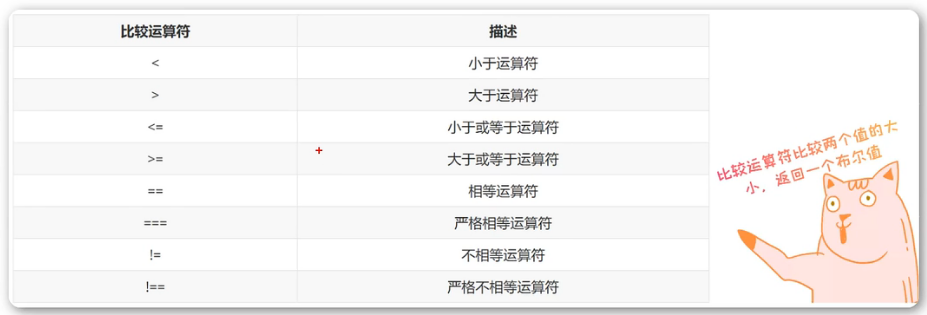 比较运算符 描述
< 小于运算符
> 大于运算符
<= 小于或等于运算符
>= 大于或等于运算符
== 相等运算符
=== 严格相等运算符
!= 不相等运算符
!== 严格不相等运算符
比较运算符比较两个值的大
小，返回一个布尔值